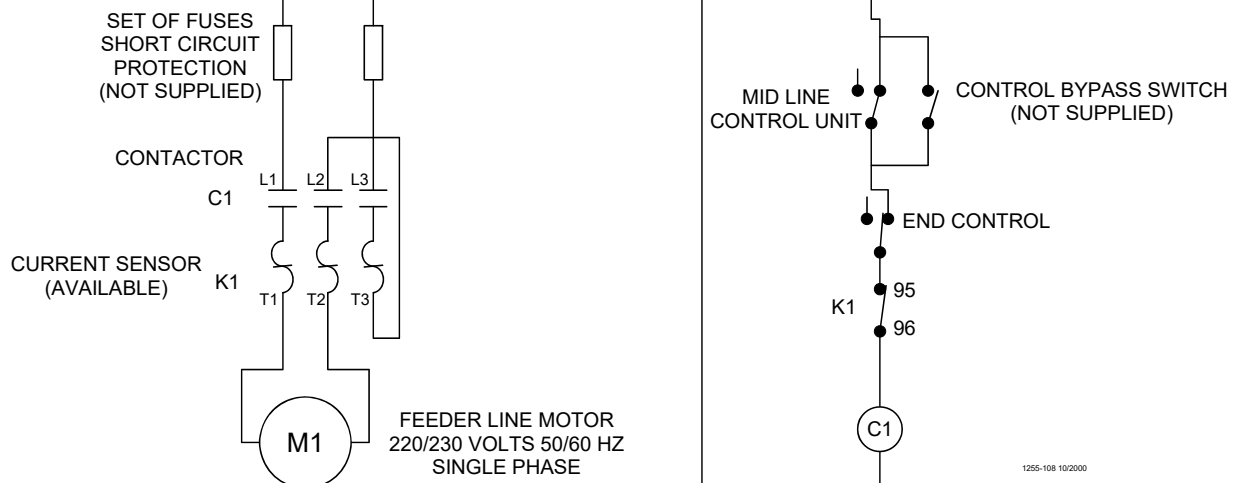 SET OF FUSES
SHORT CIRCUIT
PROTECTION
(NOT SUPPLIED)
CONTACTOR
C1
L1 L2 L3
CURRENT SENSOR
(AVAILABLE)
K1
T1 T2 T3
M1
FEEDER LINE MOTOR
220/230 VOLTS 50/60 HZ
SINGLE PHASE
MID LINE
CONTROL UNIT
CONTROL BYPASS SWITCH
(NOT SUPPLIED)
END CONTROL
K1
95
96
C1
1255-108 10/2000